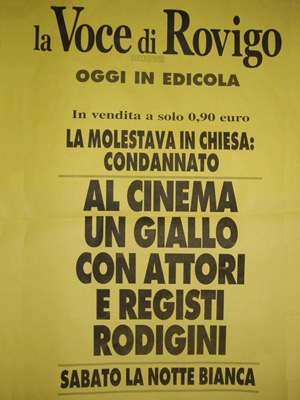 la Voce di Rovigo
nuova
OGGI IN EDICOLA
In vendita a solo 0,90 euro
LA MOLESTAVA IN CHIESA:
CONDANNATO
AL CINEMA
UN GIALLO
CON ATTORI
E REGISTI
RODIGINI
SABATO LA NOTTE BIANCA